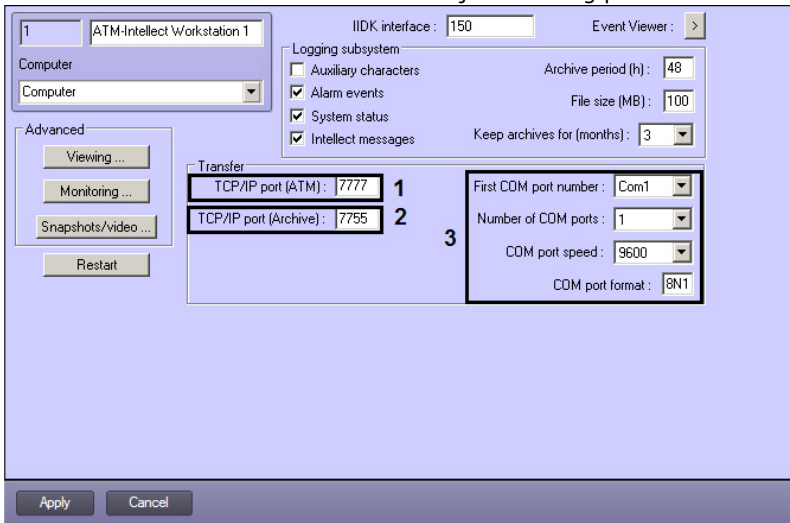 1 ATM-Intellect Workstation 1
Computer
Computer
Advanced
Viewing ...
Monitoring ...
Snapshots/video ...
Restart
IIDK interface : 150 Event Viewer : >
Logging subsystem
Auxiliary characters
Alarm events
System status
Intellect messages
Archive period (h) : 48
File size (MB) : 100
Keep archives for (months) : 3
Transfer
TCP/IP port (ATM) : 7777 1
TCP/IP port (Archive) : 7755 2
3
First COM port number : Com1
Number of COM ports : 1
COM port speed : 9600
COM port format : 8N1
Apply Cancel